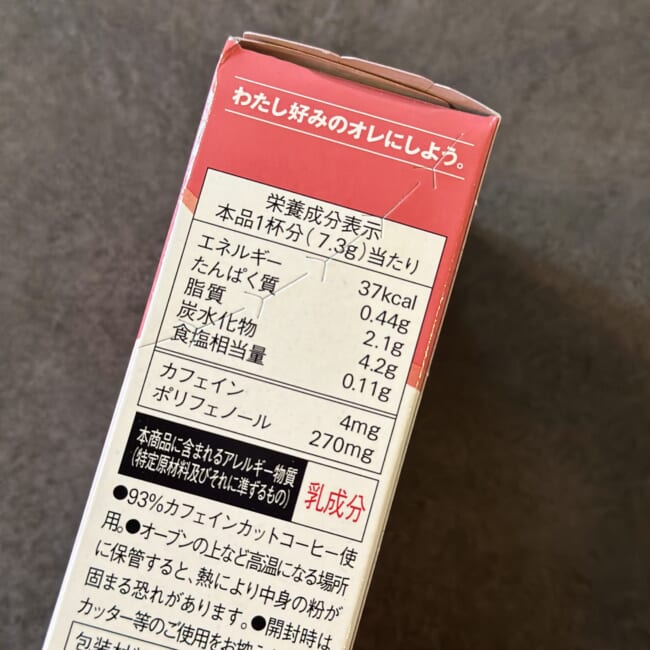 わたし好みのオレにしよう。
栄養成分表示
本品1杯分(7.3g)当たり
エネルギー 37kcal
たんぱく質 0.44g
脂質 2.1g
炭水化物 4.2g
食塩相当量 0.11g
カフェイン 4mg
ポリフェノール 270mg
本商品に含まれるアレルギー物質
(特定原材料及びそれに準ずるもの)
乳成分
●93%カフェインカットコーヒー使
用。●オーブンの上など高温になる場所
に保管すると、熱により中身の粉が
固まる恐れがあります。●開封時は
カッター等のご使用をお
包装材